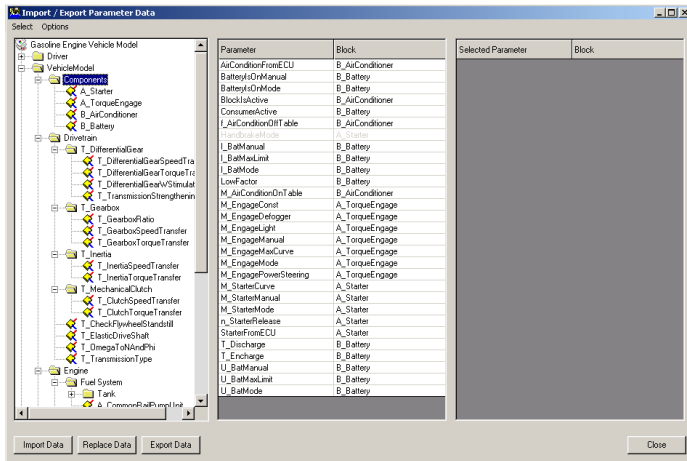 Import / Export Parameter Data
Select Options
Gasoline Engine Vehicle Model
Driver
VehicleModel
Components
A_Starter
A_TorqueEngage
B_AirConditioner
B_Battery
Drivetrain
T_DifferentialGear
T_DifferentialGearSpeedTra
T_DifferentialGearTorqueTra
T_DifferentialGearWStimulat
T_TransmissionStrengthenin
T_Gearbox
T_GearboxRatio
T_GearboxSpeedTransfer
T_GearboxTorqueTransfer
T_Inertia
T_InertiaSpeedTransfer
T_InertiaTorqueTransfer
T_MechanicalClutch
T_ClutchSpeedTransfer
T_ClutchTorqueTransfer
T_CheckFlywheelStandstill
T_ElasticDriveShaft
T_OmegaToNAndPhi
T_TransmissionType
Engine
Fuel System
Tank
A_CommonRailPumpUnit
Parameter Block
AirConditionFromECU B_AirConditioner
BatteryIsOnManual B_Battery
BatteryIsOnMode B_Battery
BlockIsActive B_AirConditioner
ConsumerActive B_Battery
f_AirConditionOffTable B_AirConditioner
HandbrakeMode A_Starter
I_BatManual B_Battery
I_BatMaxLimit B_Battery
I_BatMode B_Battery
LowFactor B_Battery
M_AirConditionOnTable B_AirConditioner
M_EngageConst A_TorqueEngage
M_EngageDefogger A_TorqueEngage
M_EngageLight A_TorqueEngage
M_EngageManual A_TorqueEngage
M_EngageMaxCurve A_TorqueEngage
M_EngageMode A_TorqueEngage
M_EngagePowerSteering A_TorqueEngage
M_StarterCurve A_Starter
M_StarterManual A_Starter
M_StarterMode A_Starter
n_StarterRelease A_Starter
StarterFromECU A_Starter
T_Discharge B_Battery
T_Encharge B_Battery
U_BatManual B_Battery
U_BatMaxLimit B_Battery
U_BatMode B_Battery
Selected Parameter Block
Import Data Replace Data Export Data Close